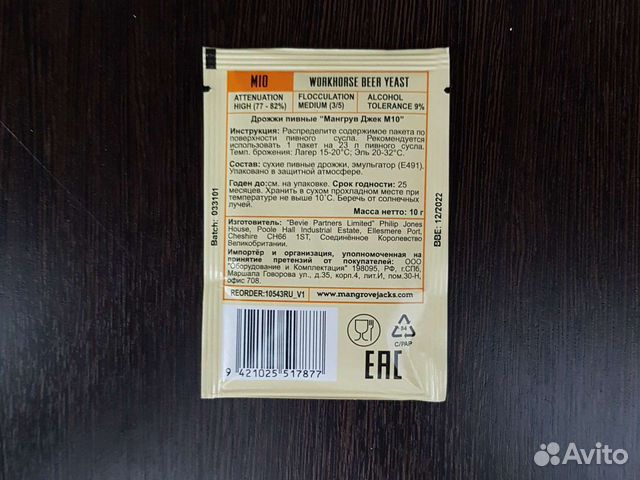 M10 WORKHORSE BEER YEAST
ATTENUATION HIGH (77 - 82%)
FLOCCULATION MEDIUM (3/5)
ALCOHOL TOLERANCE 9%
Дрожжи пивные "Мангрув Джек М10"
Инструкция: Распределите содержимое пакета по
поверхности пивного сусла. Рекомендуется
использовать 1 пакет на 23 л пивного сусла.
Темп. брожения: Лагер 15-20°С; Эль 20-32°С.
Состав: сухие пивные дрожжи, эмульгатор (Е491).
Упаковано в защитной атмосфере.
Годен до:см. на упаковке. Срок годности: 25
месяцев. Хранить в сухом прохладном месте при
температуре не выше 10˚С. Беречь от солнечных
лучей.
Масса нетто: 10 г
Изготовитель: "Bevie Partners Limited" Philip Jones
House, Poole Hall Industrial Estate, Ellesmere Port,
Cheshire CH66 1ST, Соединённое Королевство
Великобритании.
Импортёр и организация, уполномоченная на
принятие претензий от покупателей: ООО
"Оборудование и Комплектация" 198095, РФ, г.СПб,
Маршала Говорова ул., д.35, корп.4, лит.И, пом.30-Н,
офис 708.
REORDER:10543RU_V1 www.mangrovejacks.com
Batch: 033101
BBE: 12/2022
9 421025 517877
84
C/PAP
EAC
Avito